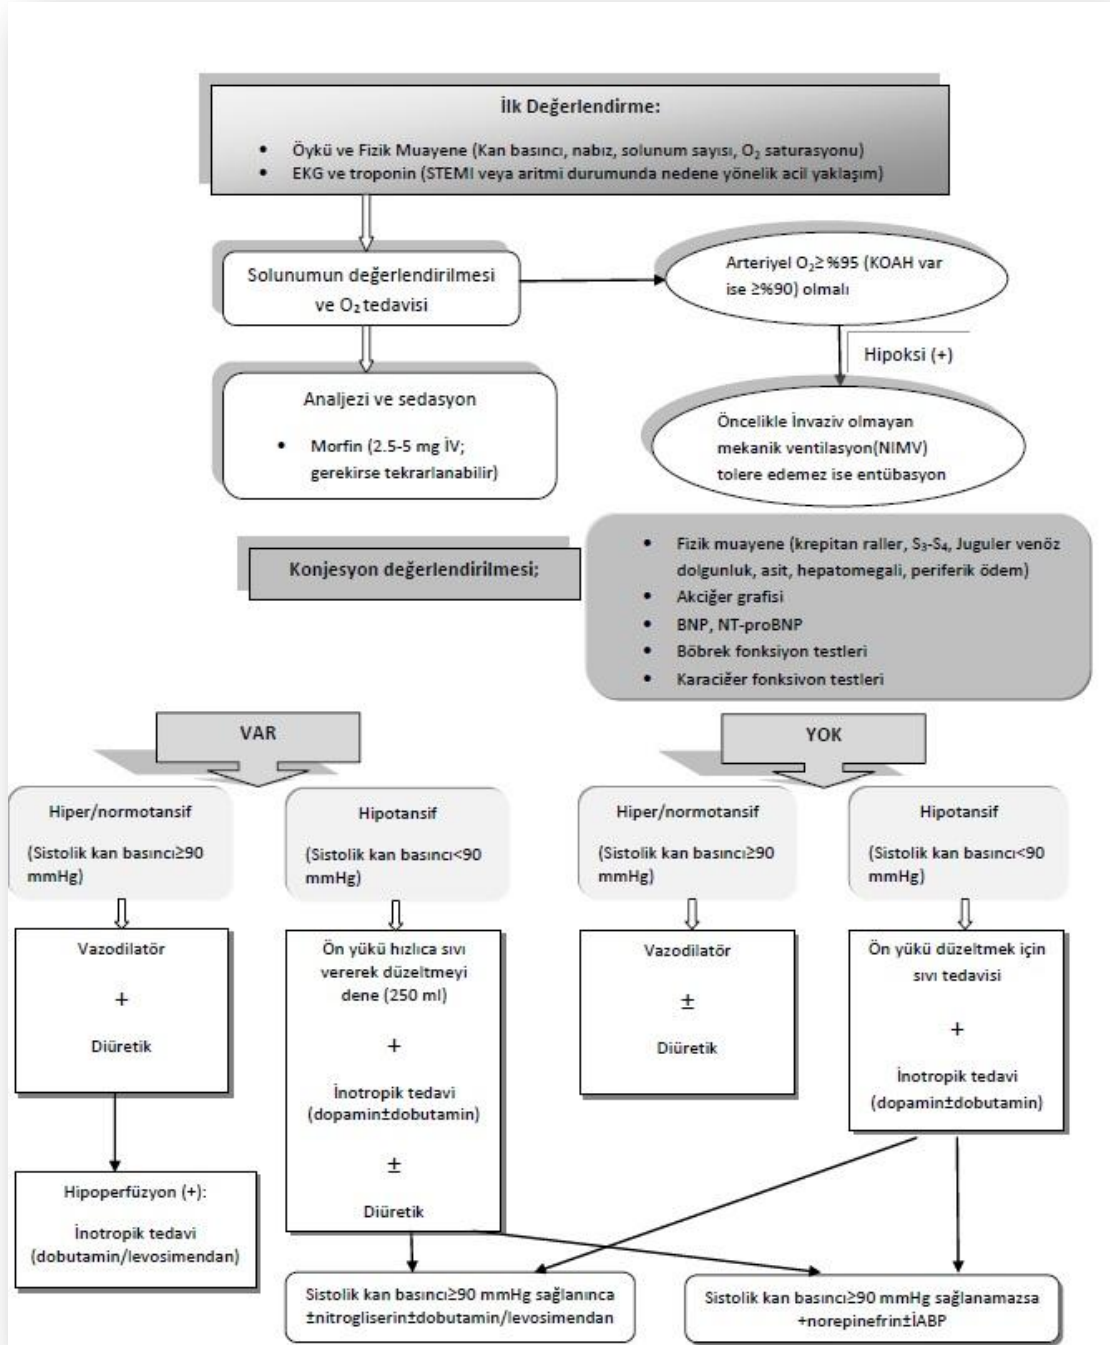 İlk Değerlendirme:
• Öykü ve Fizik Muayene (Kan basıncı, nabız, solunum sayısı, O₂ saturasyonu)
• EKG ve troponin (STEMI veya aritmi durumunda nedene yönelik acil yaklaşım)
Solunumun değerlendirilmesi
ve O₂ tedavisi
Arteriyel O₂≥ %95 (KOAH var
ise ≥%90) olmalı
Hipoksi (+)
Analjezi ve sedasyon
• Morfin (2.5-5 mg İV;
gerekirse tekrarlanabilir)
Öncelikle İnvaziv olmayan
mekanik ventilasyon(NIMV)
tolere edemez ise entübasyon
Konjesyon değerlendirilmesi;
• Fizik muayene (krepitan raller, S₃-S₄, Juguler venöz
dolgunluk, asit, hepatomegali, periferik ödem)
• Akciğer grafisi
• BNP, NT-proBNP
• Böbrek fonksiyon testleri
• Karaciğer fonksivon testleri
VAR
YOK
Hiper/normotansif
(Sistolik kan basıncı≥90
mmHg)
Hipotansif
(Sistolik kan basıncı<90
mmHg)
Hiper/normotansif
(Sistolik kan basıncı≥90
mmHg)
Hipotansif
(Sistolik kan basıncı<90
mmHg)
Vazodilatör
+
Diüretik
Ön yükü hızlıca sıvı
vererek düzeltmeyi
dene (250 ml)
+
İnotropik tedavi
(dopamin±dobutamin)
±
Diüretik
Vazodilatör
±
Diüretik
Ön yükü düzeltmek için
sıvı tedavisi
+
İnotropik tedavi
(dopamin±dobutamin)
Hipoperfüzyon (+):
İnotropik tedavi
(dobutamin/levosimendan)
Sistolik kan basıncı≥90 mmHg sağlanınca
±nitrogliserin±dobutamin/levosimendan
Sistolik kan basıncı≥90 mmHg sağlanamazsa
+norepinefrin±İABP